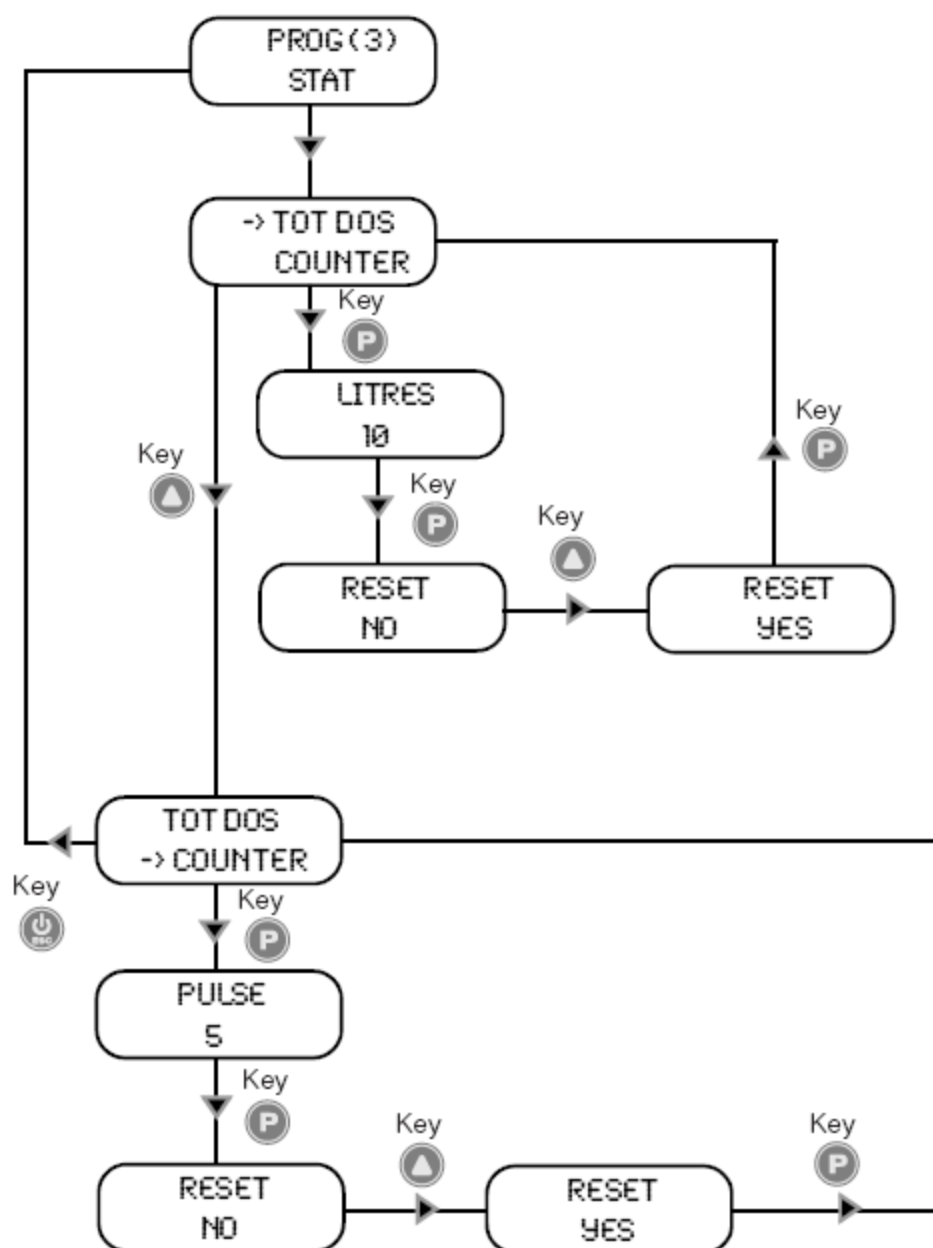 PROG(3)
STAT
-> TOT DOS
COUNTER
Key
P
LITRES
10
Key
P
Key
P
Key
Key
RESET
NO
RESET
YES
TOT DOS
-> COUNTER
Key
ESC
Key
P
PULSE
5
Key
P
Key
Key
P
RESET
NO
RESET
YES